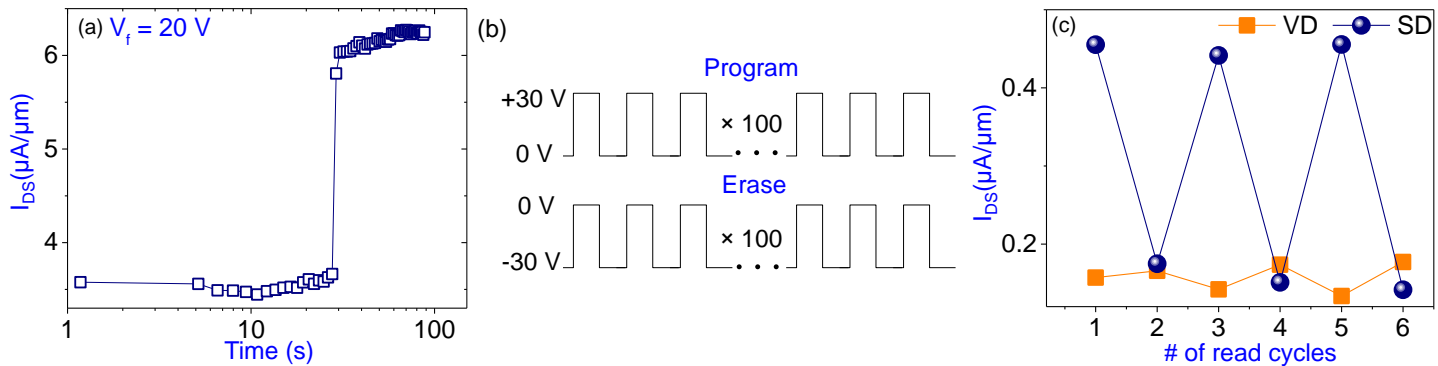 (a)
V_f = 20 V
I_DS(µA/µm)
6
4
1
10
100
Time (s)
(b)
Program
+30 V
× 100
0 V
Erase
0 V
× 100
-30 V
(c)
VD
SD
I_DS(µA/µm)
0.4
0.2
1
2
3
4
5
6
# of read cycles